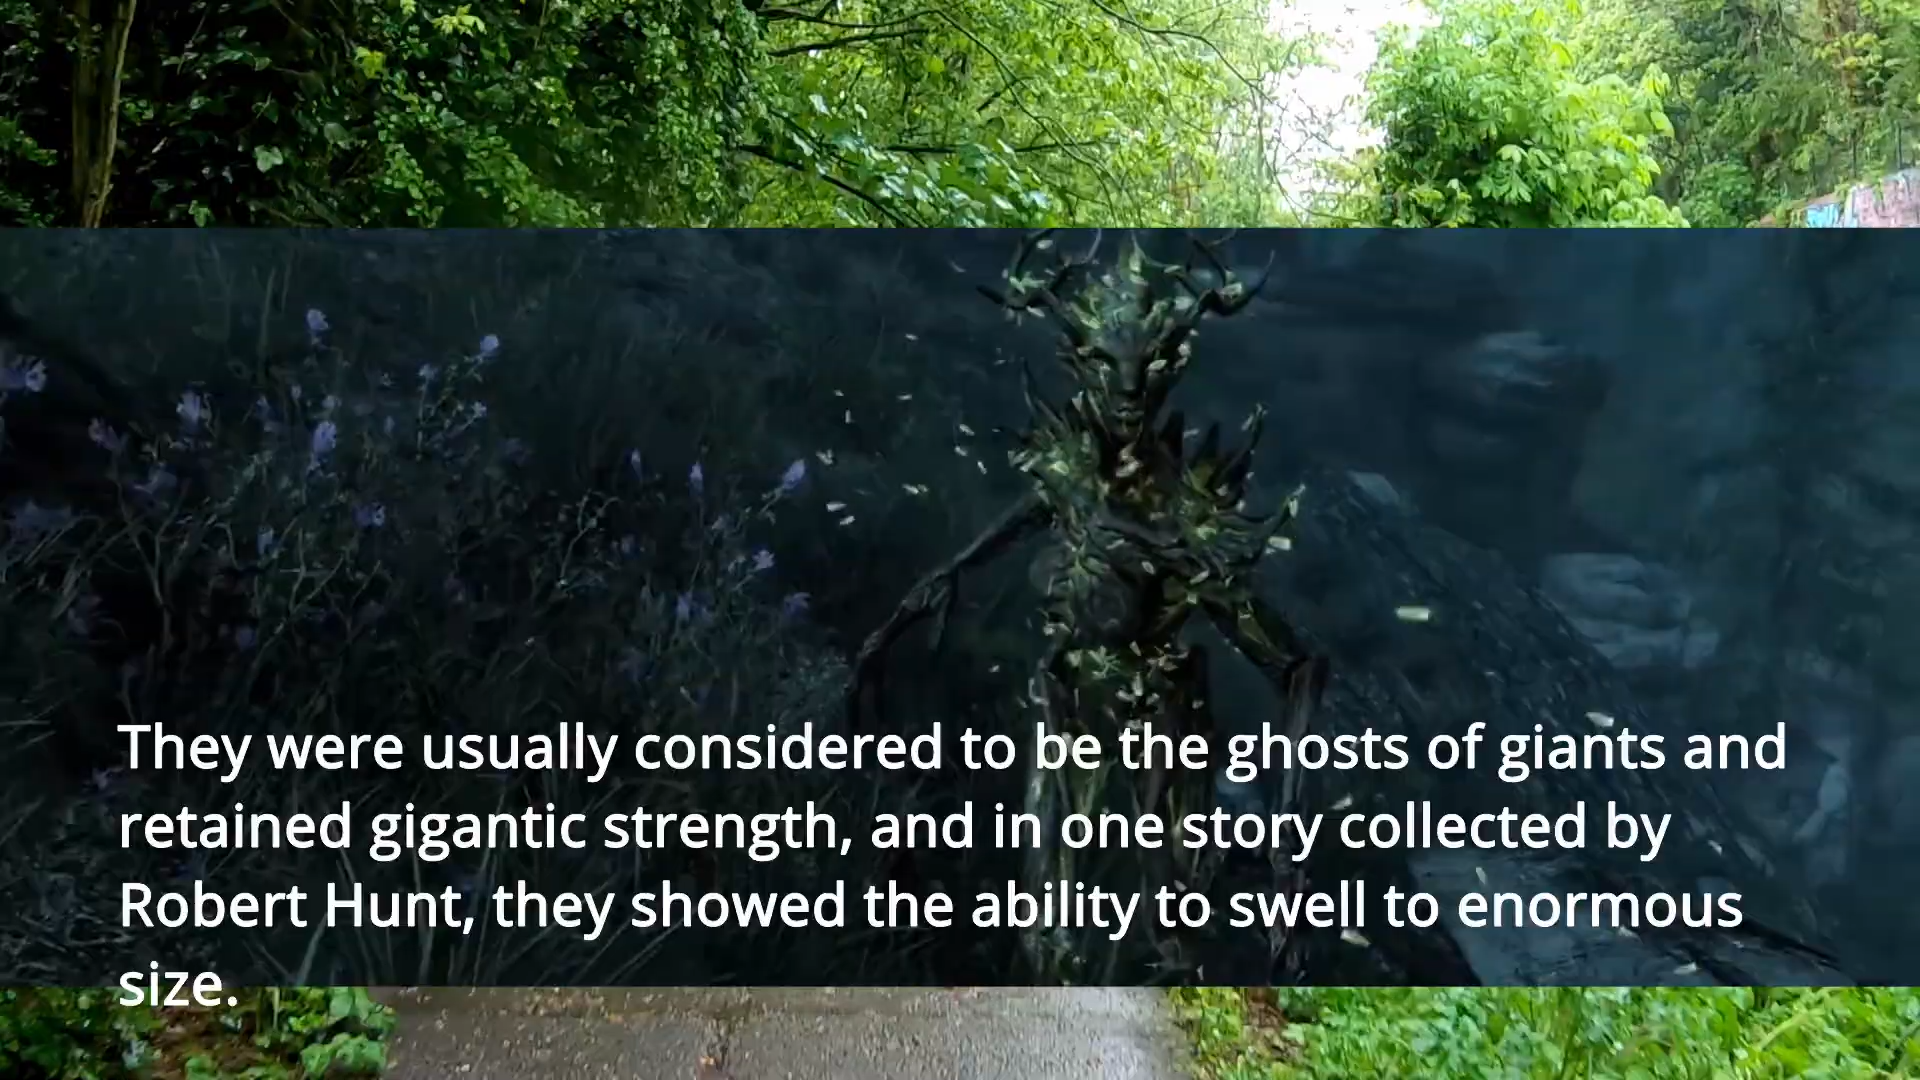 They were usually considered to be the ghosts of giants and
retained gigantic strength, and in one story collected by
Robert Hunt, they showed the ability to swell to enormous
size.